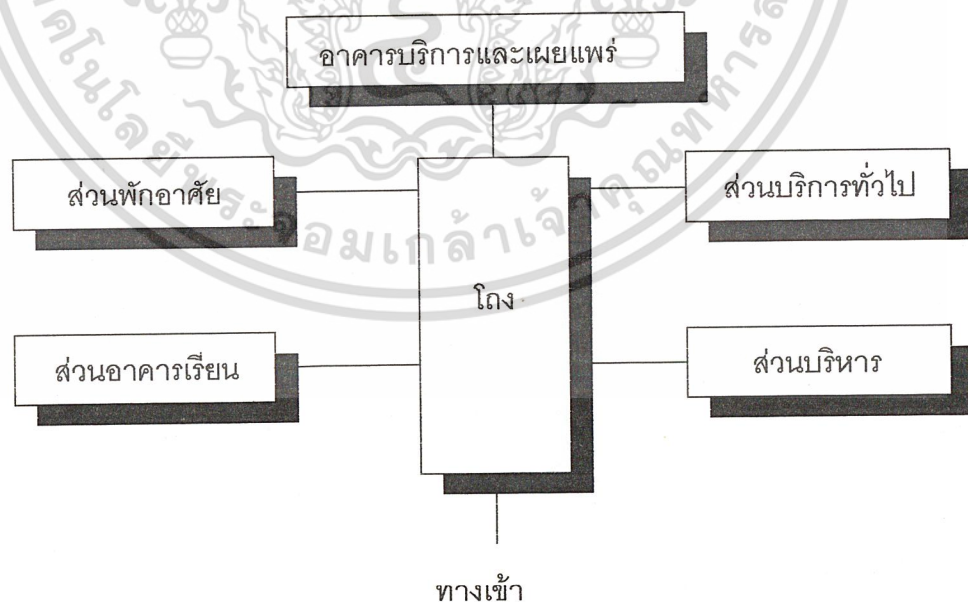 อาคารบริการและเผยแพร่
ส่วนพักอาศัย
ส่วนบริการทั่วไป
โถง
ส่วนอาคารเรียน
ส่วนบริหาร
ทางเข้า